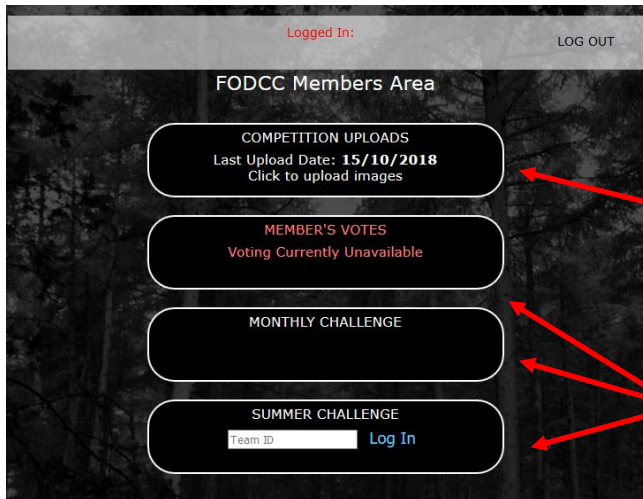 Logged In:
LOG OUT
FODCC Members Area
COMPETITION UPLOADS
Last Upload Date: 15/10/2018
Click to upload images
MEMBER'S VOTES
Voting Currently Unavailable
MONTHLY CHALLENGE
SUMMER CHALLENGE
Team ID Log In